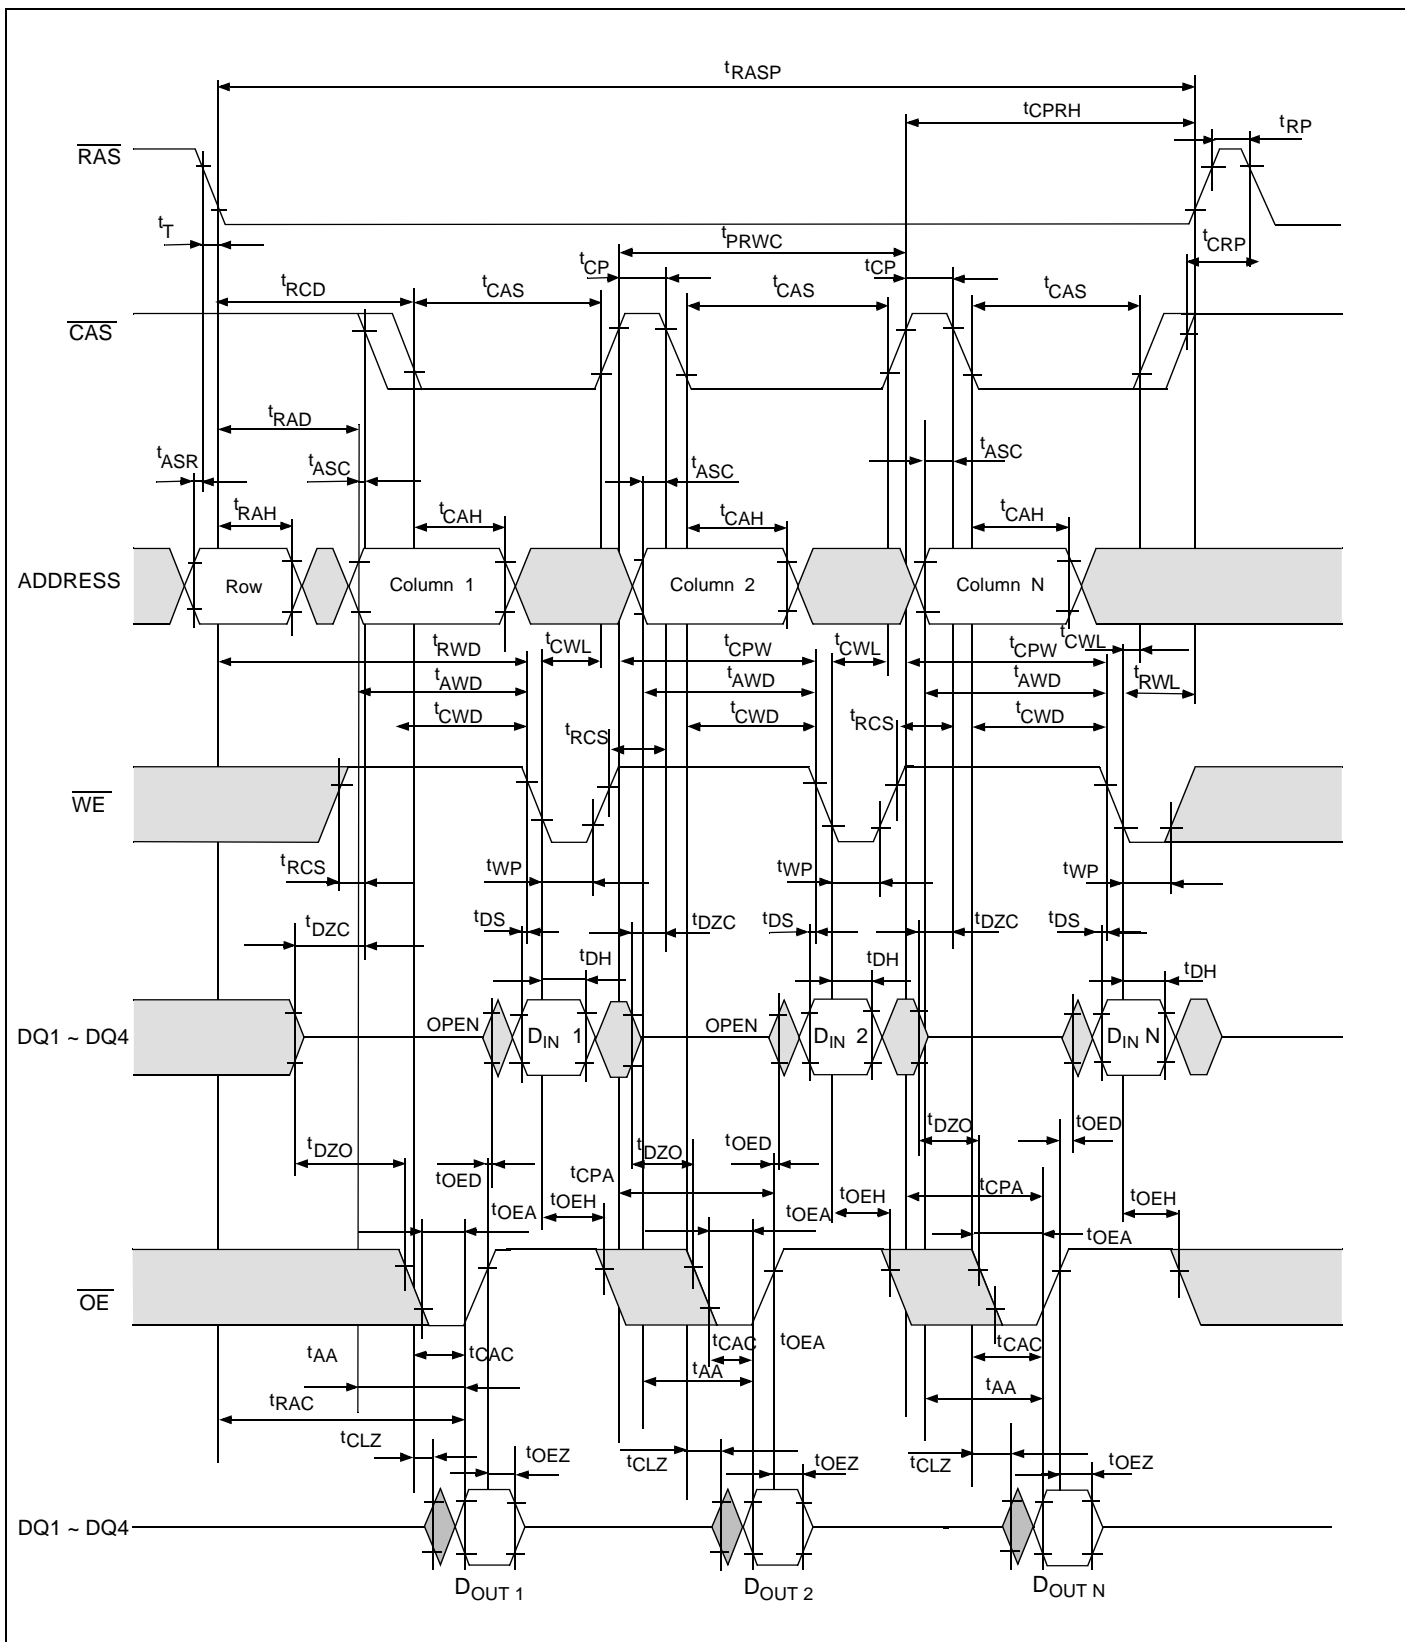 tRASP
tCPRH
tRP
RAS
tT
tPRWC
tCRP
tCP
tCP
tRCD
tCAS
tCAS
tCAS
CAS
tRAD
tASR
tASC
tASC
tASC
tRAH
tCAH
tCAH
tCAH
ADDRESS
Row
Column 1
Column 2
Column N
tRWD
tCWL
tCPW
tCWL
tCPW
tCWL
tAWD
tAWD
tAWD
tRWL
tCWD
tRCS
tCWD
tRCS
tCWD
WE
tRCS
tWP
tWP
tWP
tDZC
tDS
tDZC
tDS
tDZC
tDS
tDH
tDH
tDH
DQ1 ~ DQ4
OPEN
DIN 1
OPEN
DIN 2
DIN N
tDZO
tOED
tCPA
tDZO
tOED
tDZO
tOED
tOEA
tOEH
tOEA
tOEH
tCPA
tOEA
tOEH
OE
tAA
tCAC
tCAC
tOEA
tCAC
tAA
tAA
tRAC
tCLZ
tOEZ
tCLZ
tOEZ
tCLZ
tOEZ
DQ1 ~ DQ4
DOUT 1
DOUT 2
DOUT N